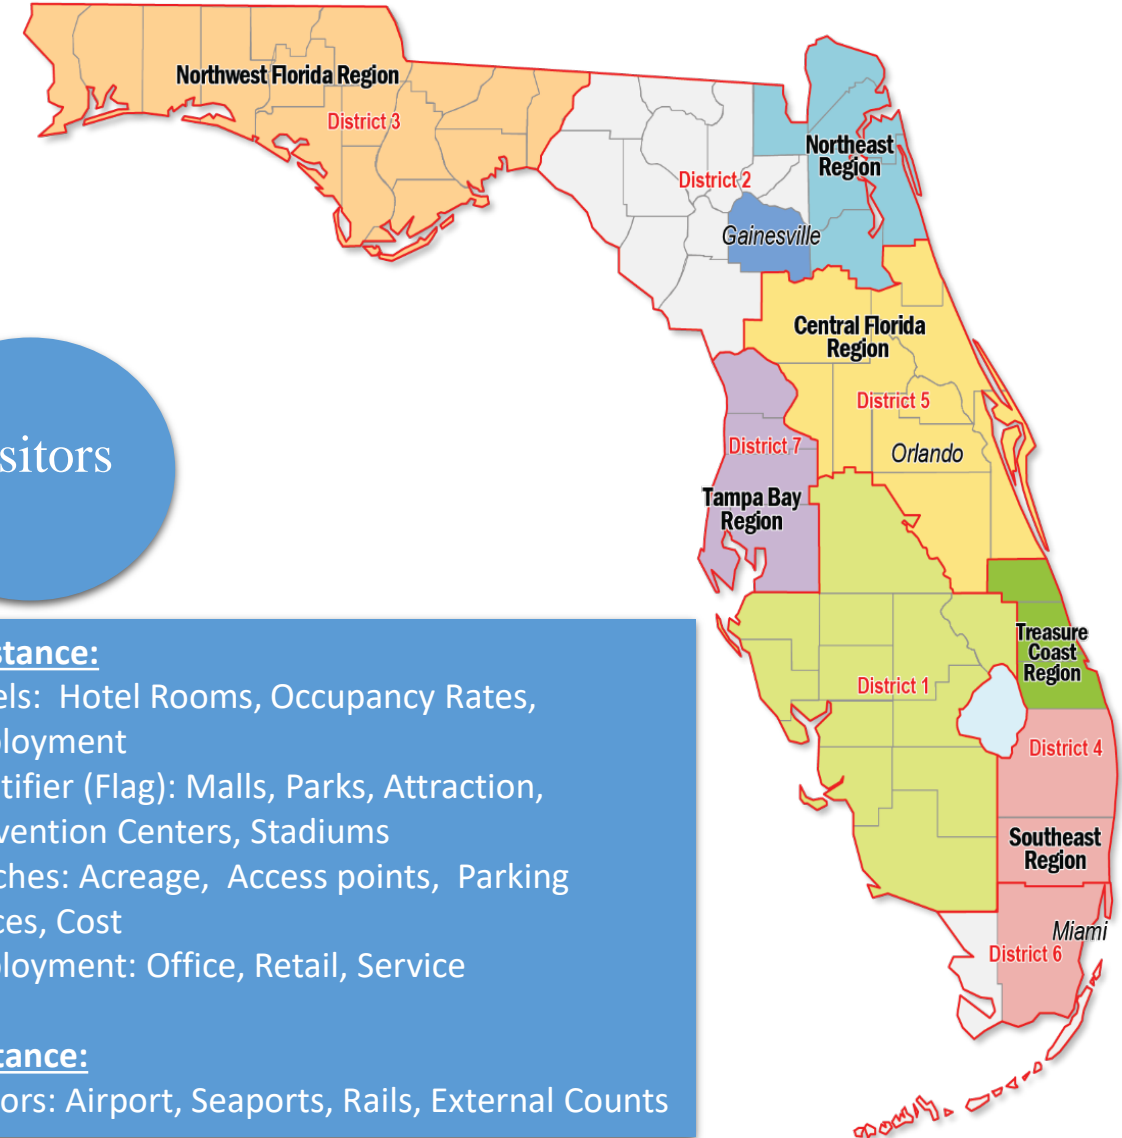 Northwest Florida Region
District 3
Northeast
Region
District 2
Gainesville
Central Florida
Region
District 5
Orlando
District 7
Tampa Bay
Region
sitors
Treasure
Coast
Region
District 1
District 4
Southeast
Region
Miami
District 6
stance:
els:  Hotel Rooms, Occupancy Rates,
ployment
tifier (Flag): Malls, Parks, Attraction,
vention Centers, Stadiums
ches: Acreage,  Access points,  Parking
ces, Cost
ployment: Office, Retail, Service
tance:
ors: Airport, Seaports, Rails, External Counts